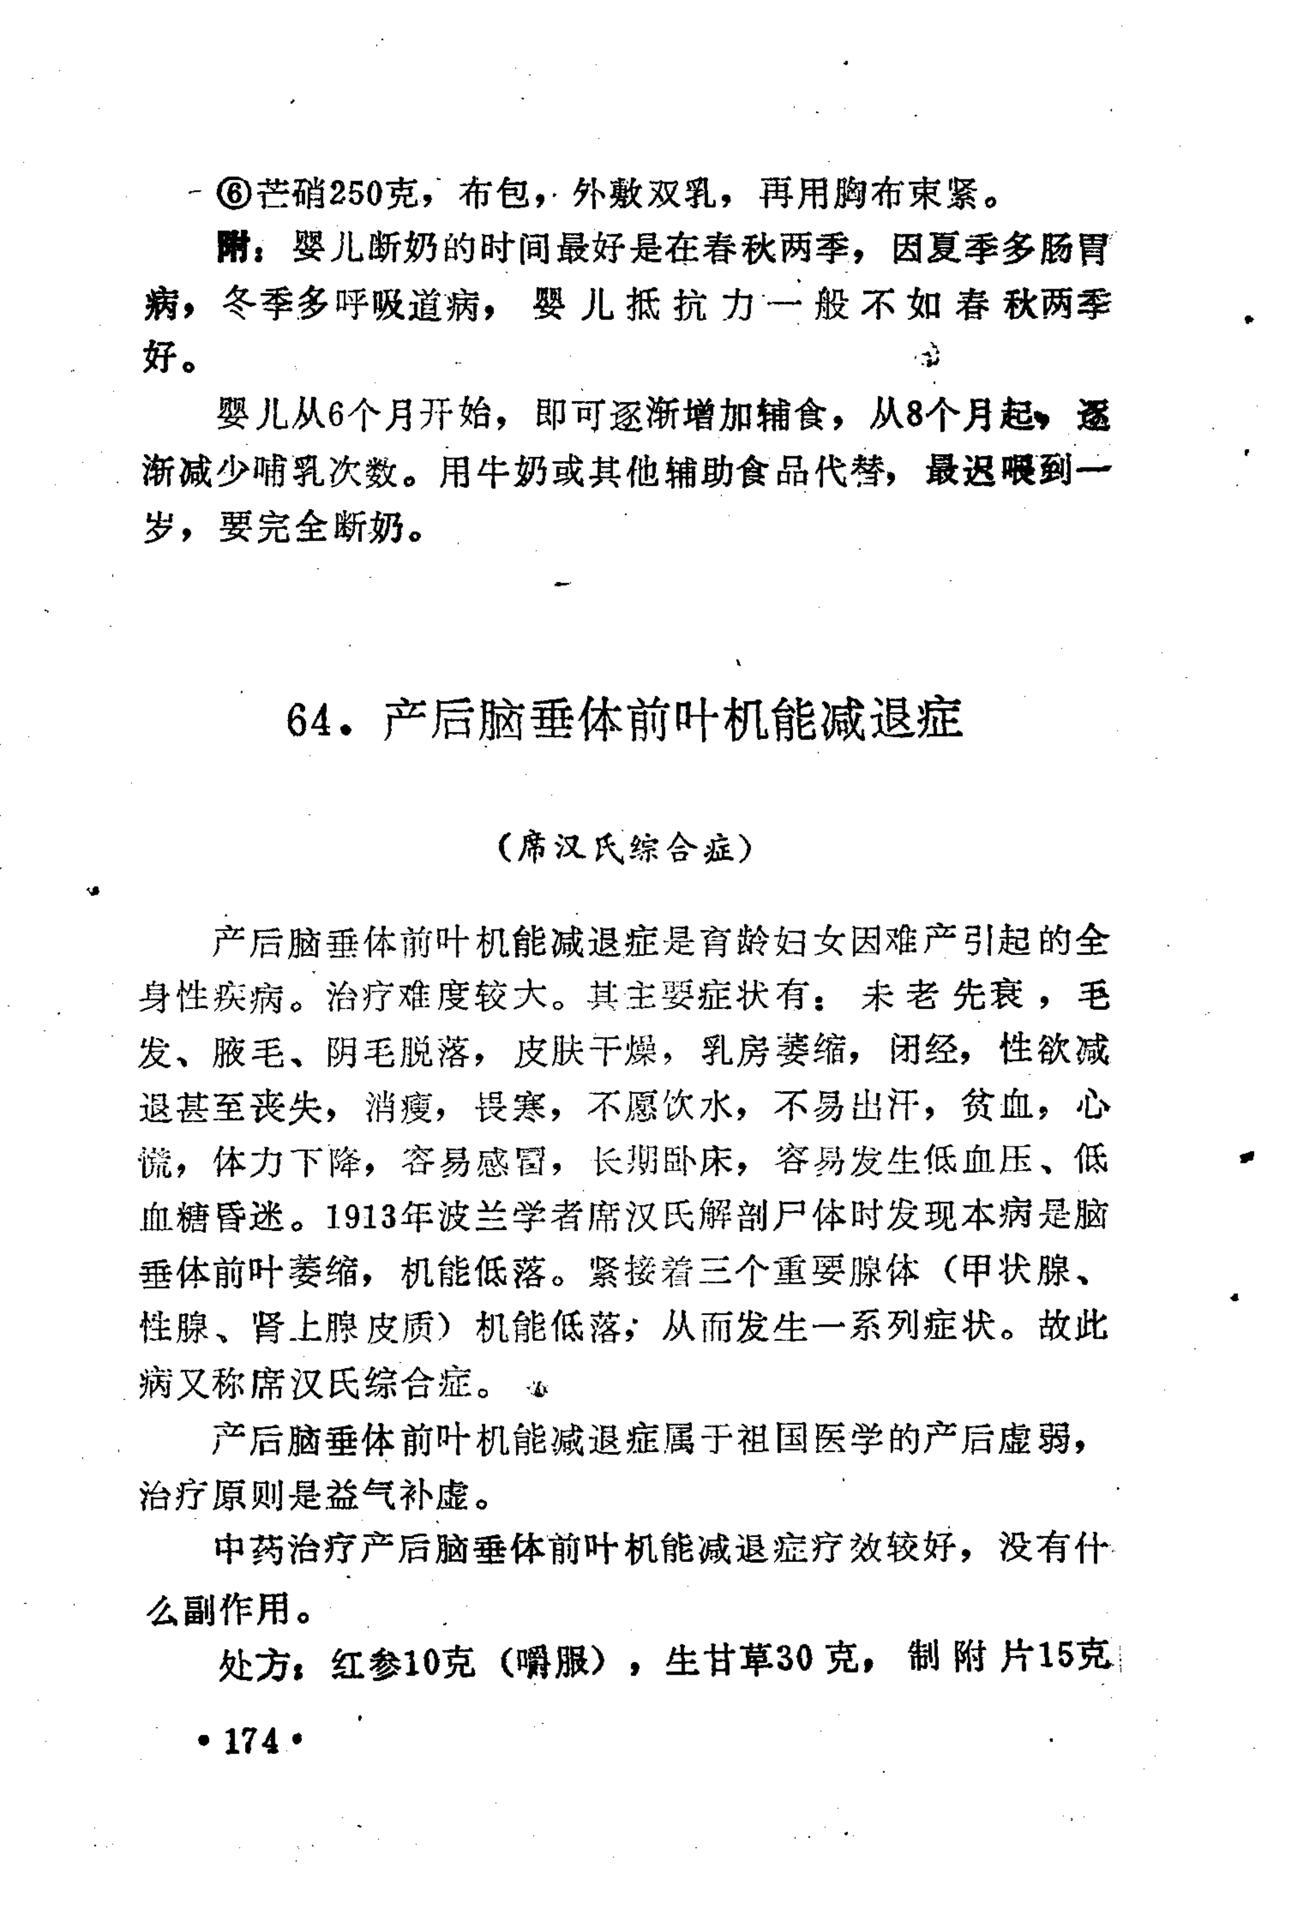 ⑥芒硝250克，布包，外敷双乳，再用胸布束紧。
附：婴儿断奶的时间最好是在春秋两季，因夏季多肠胃
病，冬季多呼吸道病，婴儿抵抗力一般不如春秋两季
好。
婴儿从6个月开始，即可逐渐增加辅食，从8个月起，逐
渐减少哺乳次数。用牛奶或其他辅助食品代替，最迟喂到一
岁，要完全断奶。
64．产后脑垂体前叶机能减退症
（席汉氏综合症）
产后脑垂体前叶机能减退症是育龄妇女因难产引起的全
身性疾病。治疗难度较大。其主要症状有：未老先衰，毛
发、腋毛、阴毛脱落，皮肤干燥，乳房萎缩，闭经，性欲减
退甚至丧失，消瘦，畏寒，不愿饮水，不易出汗，贫血，心
慌，体力下降，容易感冒，长期卧床，容易发生低血压、低
血糖昏迷。1913年波兰学者席汉氏解剖尸体时发现本病是脑
垂体前叶萎缩，机能低落。紧接着三个重要腺体（甲状腺、
性腺、肾上腺皮质）机能低落；从而发生一系列症状。故此
病又称席汉氏综合症。
产后脑垂体前叶机能减退症属于祖国医学的产后虚弱，
治疗原则是益气补虚。
中药治疗产后脑垂体前叶机能减退症疗效较好，没有什
么副作用。
处方：红参10克（嚼服），生甘草30克，制附片15克
•174•